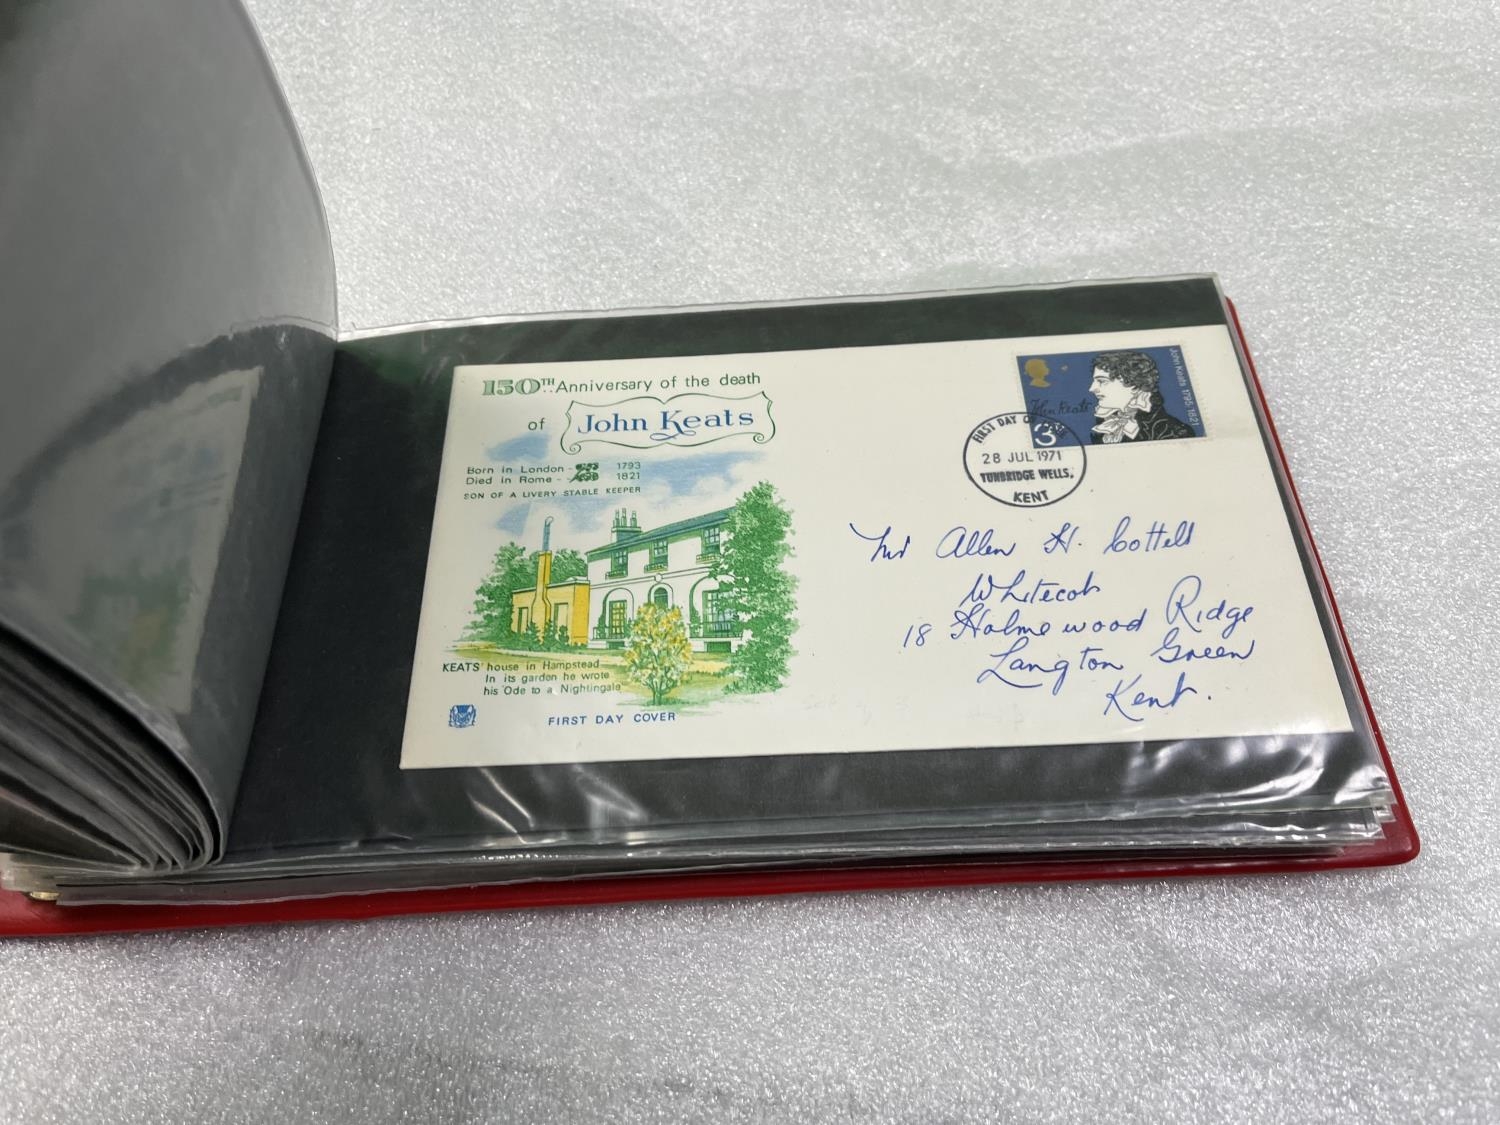 150TH Anniversary of the death
of John Keats
Born in London - 1793
Died in Rome - 1821
SON OF A LIVERY STABLE KEEPER
KEATS' house in Hampstead
In its garden he wrote
his 'Ode to a Nightingale'
FIRST DAY COVER
John Keats 1795-1821
John Keats
3
FIRST DAY OF ISSUE
28 JUL 1971
TUNBRIDGE WELLS,
KENT
Allen H. Cottell
Whitecot
18 Holmewood Ridge
Langton Green
Kent.